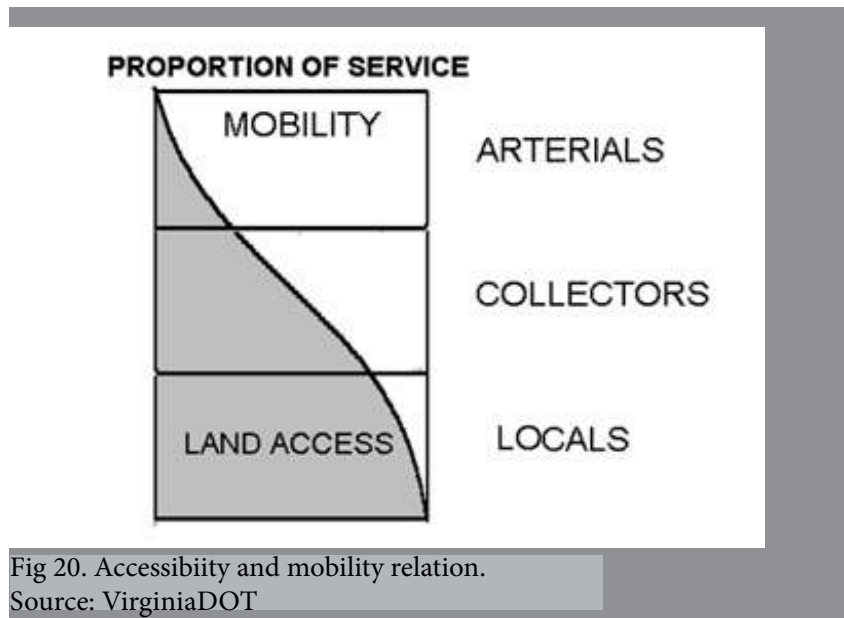 PROPORTION OF SERVICE
MOBILITY
ARTERIALS
COLLECTORS
LAND ACCESS
LOCALS
Fig 20. Accessibiity and mobility relation.
Source: VirginiaDOT